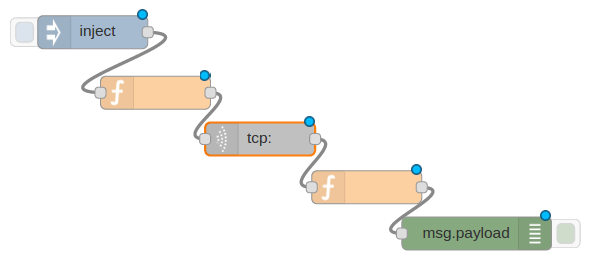 inject
f
tcp:
f
msg.payload